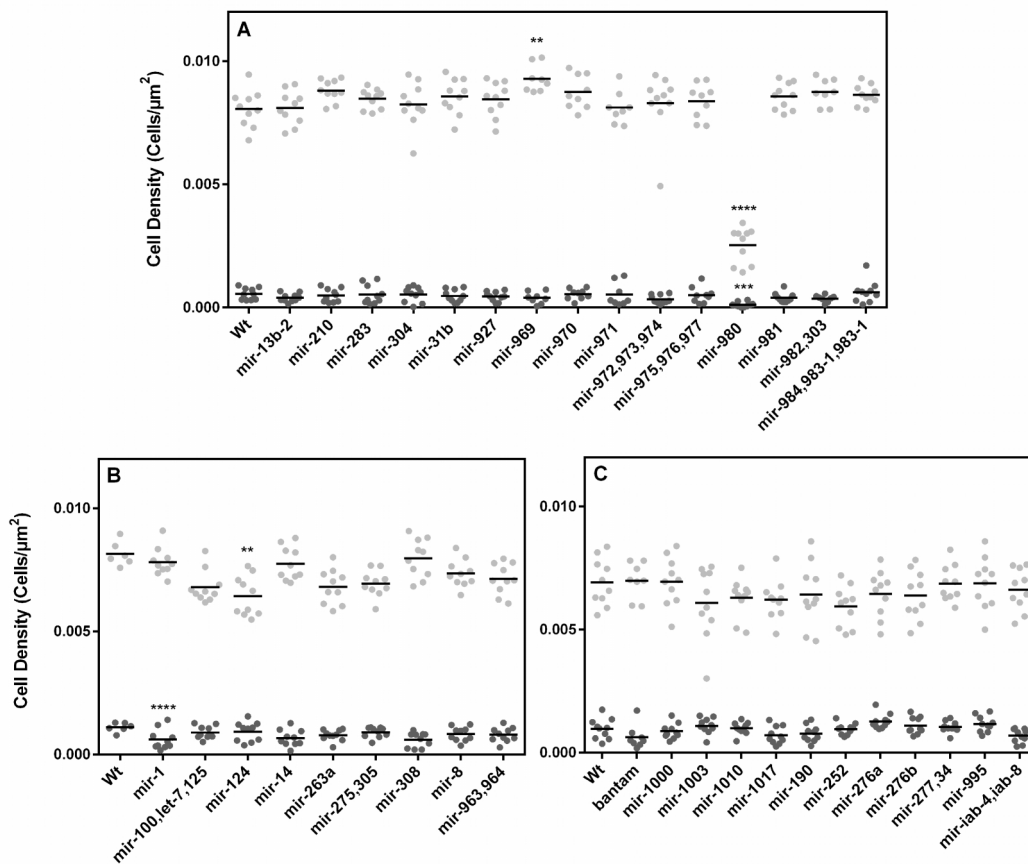 A
**
0.010
Cell Density (Cells/µm²)
0.005
****
***
0.000
Wt
mir-13b-2
mir-210
mir-283
mir-304
mir-31b
mir-927
mir-969
mir-970
mir-971
mir-972,973,974
mir-975,976,977
mir-980
mir-981
mir-982,303
mir-984,983-1,983-1
B
0.010
**
Cell Density (Cells/µm²)
0.005
****
0.000
Wt
mir-1
mir-100,let-7,125
mir-124
mir-14
mir-263a
mir-275,305
mir-308
mir-8
mir-963,964
C
0.010
0.005
0.000
Wt
bantam
mir-1000
mir-1003
mir-1010
mir-1017
mir-190
mir-252
mir-276a
mir-276b
mir-277,34
mir-995
mir-iab-4,iab-8